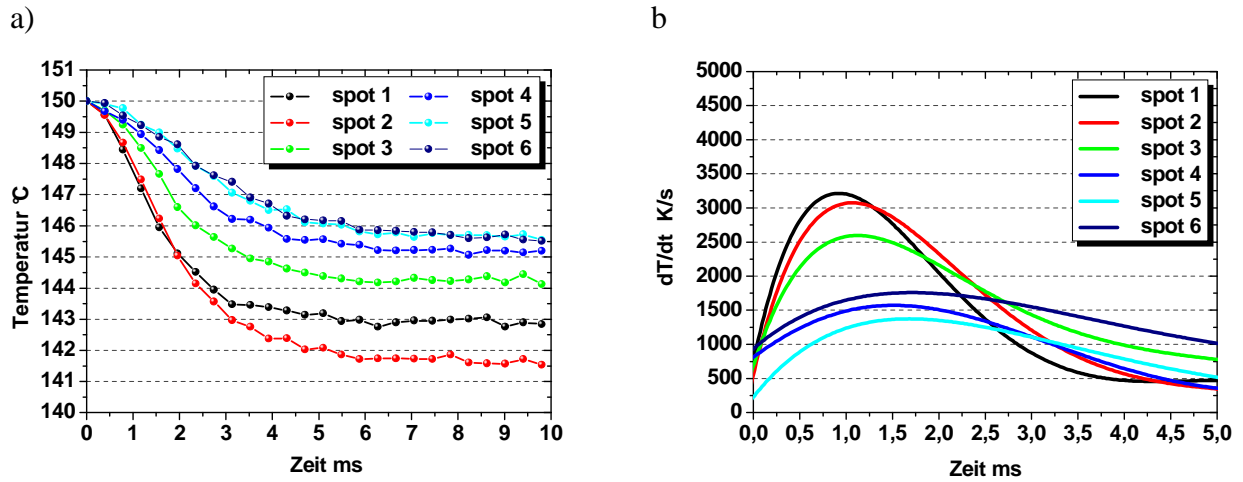 a)
151
150
149
148
147
146
145
144
143
142
141
140
Temperatur °C
spot 1
spot 2
spot 3
spot 4
spot 5
spot 6
0 1 2 3 4 5 6 7 8 9 10
Zeit ms
b
5000
4500
4000
3500
3000
2500
2000
1500
1000
500
0
dT/dt K/s
spot 1
spot 2
spot 3
spot 4
spot 5
spot 6
0,0 0,5 1,0 1,5 2,0 2,5 3,0 3,5 4,0 4,5 5,0
Zeit ms